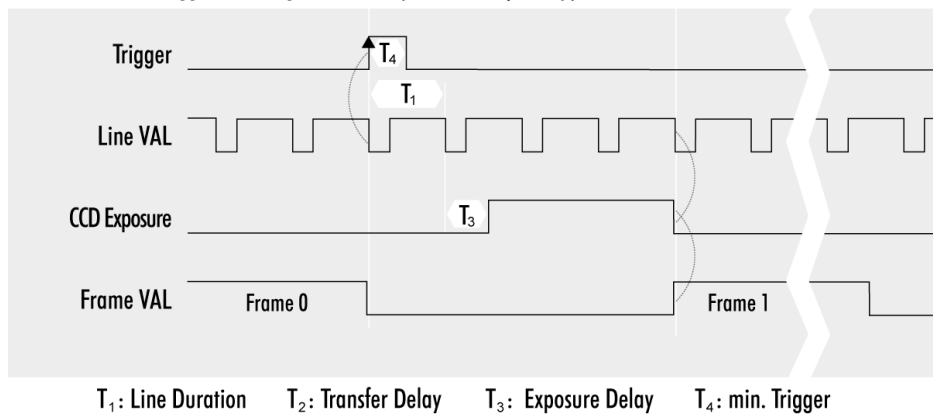 Trigger
T₄
T₁
Line VAL
CCD Exposure
T₃
Frame VAL
Frame 0
Frame 1
T₁: Line Duration T₂: Transfer Delay T₃: Exposure Delay T₄: min. Trigger